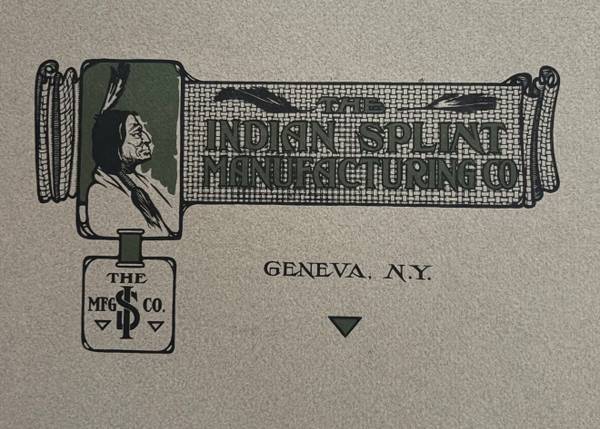 THE
INDIAN SPLINT
MANUFACTURING CO
GENEVA, N.Y.
THE
MFG IS CO.